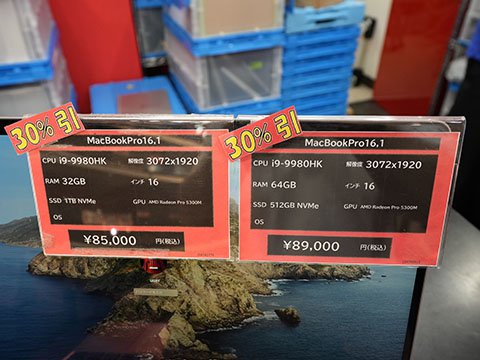 30% 引
MacBookPro16,1
CPU i9-9980HK 解像度 3072x1920
RAM 32GB インチ 16
SSD 1TB NVMe GPU AMD Radeon Pro 5300M
OS
¥85,000 円(税込)
30% 引
MacBookPro16,1
CPU i9-9980HK 解像度 3072x1920
RAM 64GB インチ 16
SSD 512GB NVMe GPU AMD Radeon Pro 5300M
OS
¥89,000 円(税込)